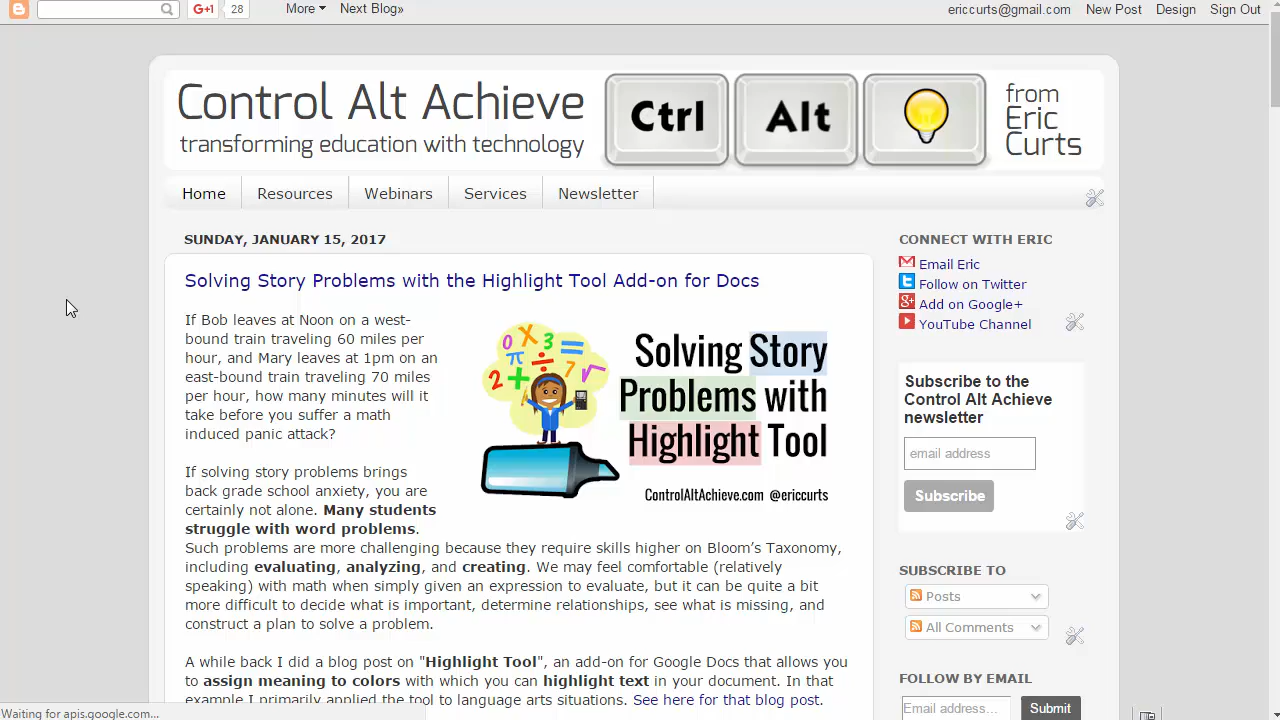 G+1 28 More Next Blog» ericcurts@gmail.com New Post Design Sign Out
Control Alt Achieve
transforming education with technology
Ctrl Alt
from
Eric
Curts
Home Resources Webinars Services Newsletter
SUNDAY, JANUARY 15, 2017
Solving Story Problems with the Highlight Tool Add-on for Docs
If Bob leaves at Noon on a west-
bound train traveling 60 miles per
hour, and Mary leaves at 1pm on an
east-bound train traveling 70 miles
per hour, how many minutes will it
take before you suffer a math
induced panic attack?
Solving Story
Problems with
Highlight Tool
ControlAltAchieve.com @ericcurts
If solving story problems brings
back grade school anxiety, you are
certainly not alone. Many students
struggle with word problems.
Such problems are more challenging because they require skills higher on Bloom's Taxonomy,
including evaluating, analyzing, and creating. We may feel comfortable (relatively
speaking) with math when simply given an expression to evaluate, but it can be quite a bit
more difficult to decide what is important, determine relationships, see what is missing, and
construct a plan to solve a problem.
A while back I did a blog post on "Highlight Tool", an add-on for Google Docs that allows you
to assign meaning to colors with which you can highlight text in your document. In that
example I primarily applied the tool to language arts situations. See here for that blog post.
CONNECT WITH ERIC
Email Eric
Follow on Twitter
Add on Google+
YouTube Channel
Subscribe to the
Control Alt Achieve
newsletter
email address
Subscribe
SUBSCRIBE TO
Posts
All Comments
FOLLOW BY EMAIL
Email address... Submit
Waiting for apis.google.com...